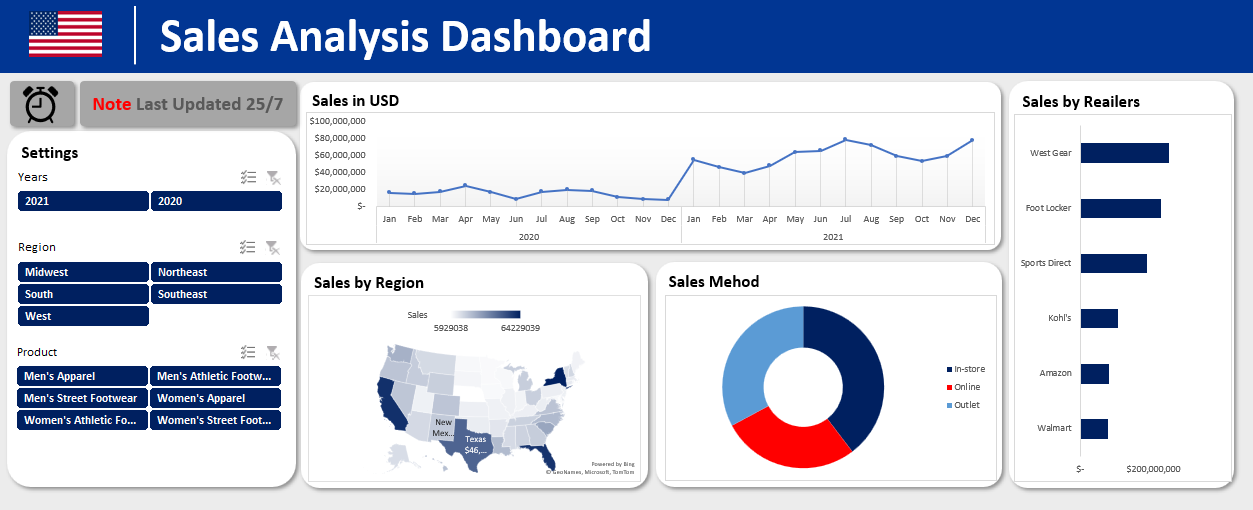 Sales Analysis Dashboard
Note Last Updated 25/7
Settings
Years
2021
2020
Region
Midwest
Northeast
South
Southeast
West
Product
Men's Apparel
Men's Athletic Footw...
Men's Street Footwear
Women's Apparel
Women's Athletic Fo...
Women's Street Foot...
Sales in USD
$100,000,000
$80,000,000
$60,000,000
$40,000,000
$20,000,000
$-
Jan Feb Mar Apr May Jun Jul Aug Sep Oct Nov Dec Jan Feb Mar Apr May Jun Jul Aug Sep Oct Nov Dec
2020 2021
Sales by Region
Sales
5929038 64229039
New
Mex...
Texas
$46,...
Powered by Bing
© GeoNames, Microsoft, TomTom
Sales Mehod
In-store
Online
Outlet
Sales by Reailers
West Gear
Foot Locker
Sports Direct
Kohl's
Amazon
Walmart
$- $200,000,000